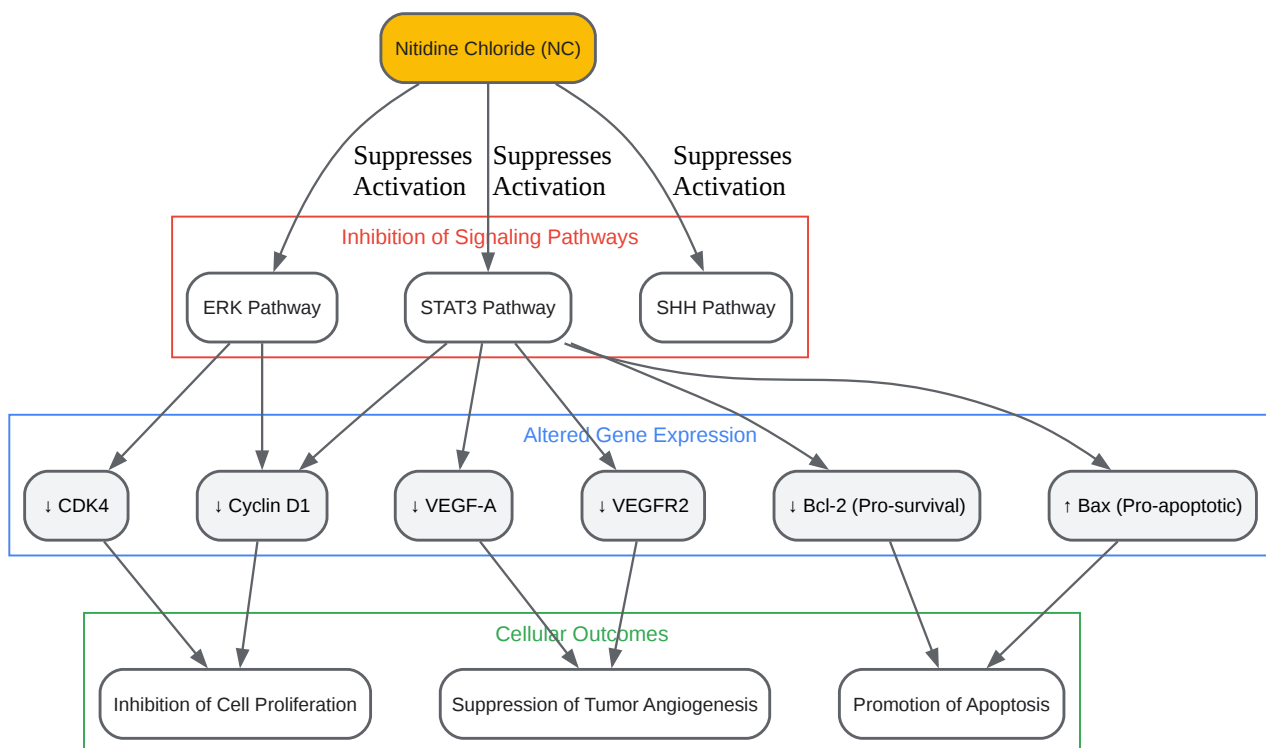 Nitidine Chloride (NC)
Suppresses
Activation
Suppresses
Activation
Suppresses
Activation
Inhibition of Signaling Pathways
ERK Pathway
STAT3 Pathway
SHH Pathway
Altered Gene Expression
↓ CDK4
↓ Cyclin D1
↓ VEGF-A
↓ VEGFR2
↓ Bcl-2 (Pro-survival)
↑ Bax (Pro-apoptotic)
Cellular Outcomes
Inhibition of Cell Proliferation
Suppression of Tumor Angiogenesis
Promotion of Apoptosis